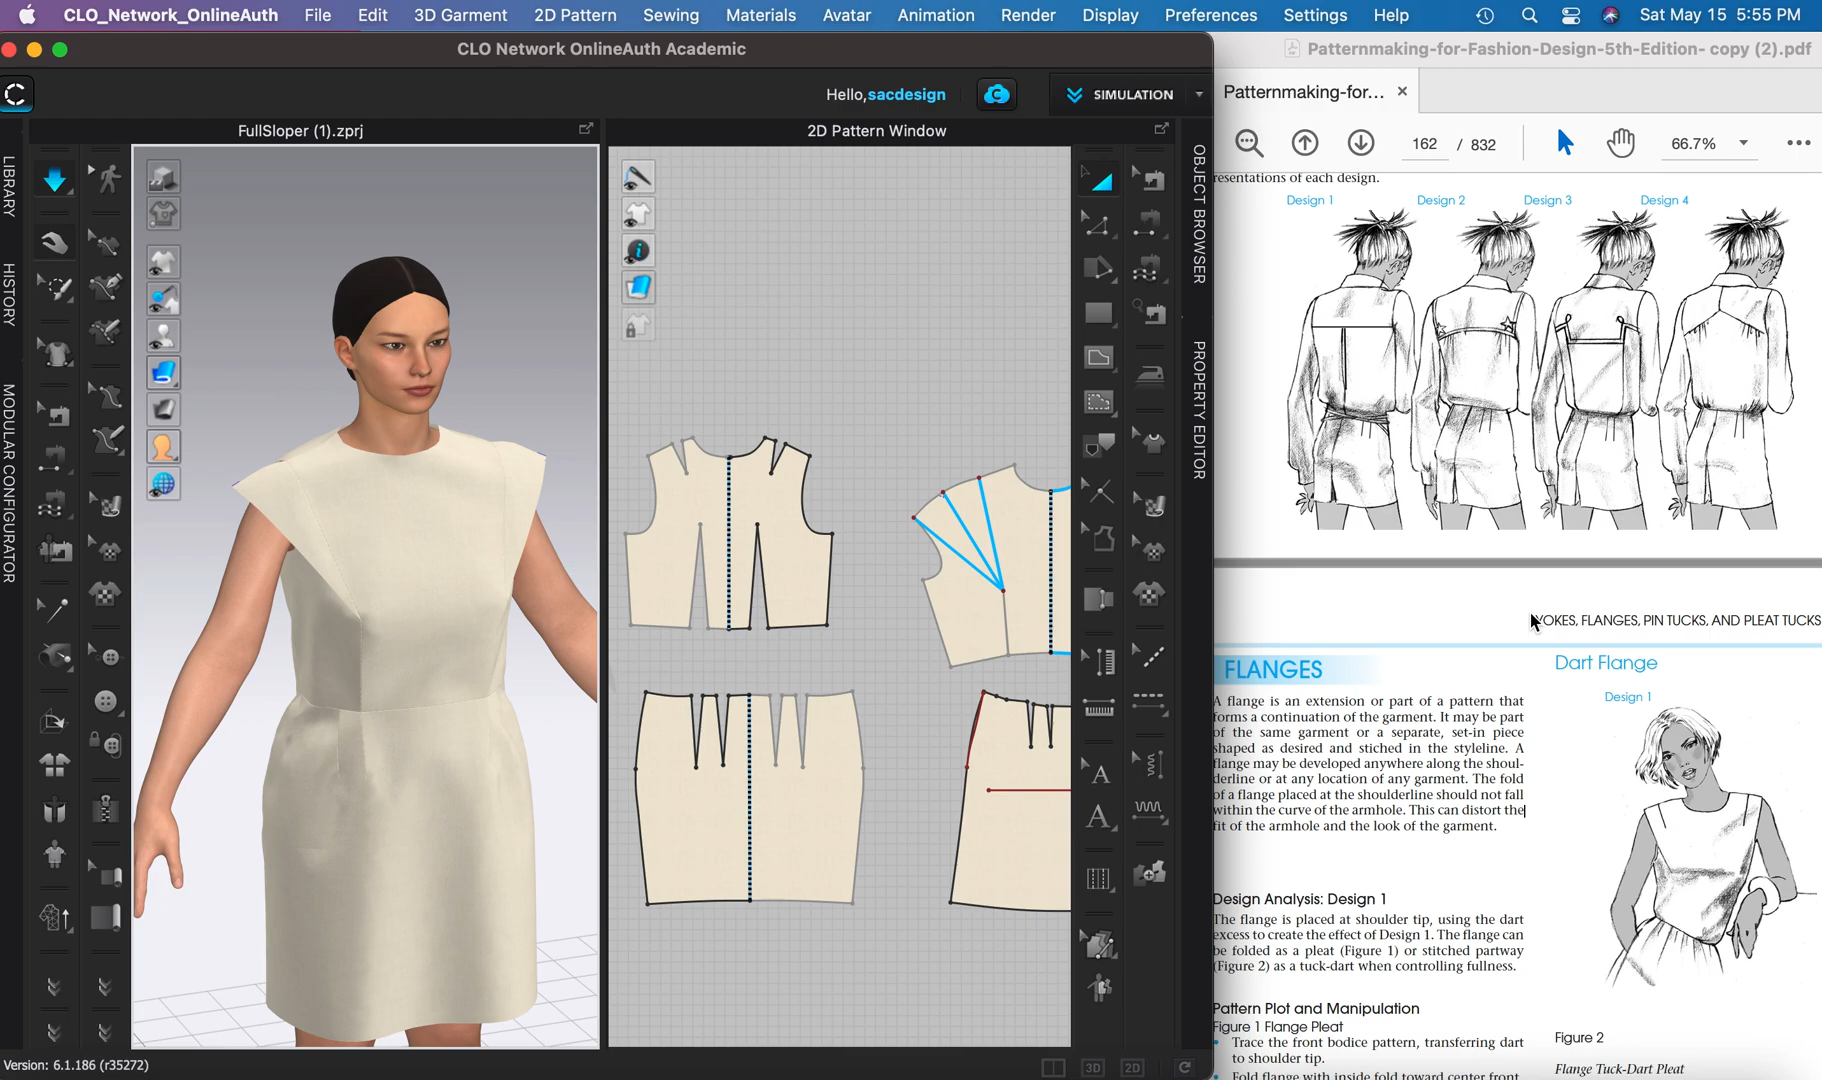 CLO_Network_OnlineAuth File Edit 3D Garment 2D Pattern Sewing Materials Avatar Animation Render Display Preferences Settings Help Sat May 15 5:55 PM
CLO Network OnlineAuth Academic
Patternmaking-for-Fashion-Design-5th-Edition- copy (2).pdf
Hello,sacdesign
SIMULATION
Patternmaking-for...
FullSloper (1).zprj
2D Pattern Window
162 / 832
66.7%
LIBRARY
HISTORY
MODULAR CONFIGURATOR
OBJECT BROWSER
PROPERTY EDITOR
A
A
resentations of each design.
Design 1 Design 2 Design 3 Design 4
YOKES, FLANGES, PIN TUCKS, AND PLEAT TUCKS
FLANGES
A flange is an extension or part of a pattern that
forms a continuation of the garment. It may be part
of the same garment or a separate, set-in piece
shaped as desired and stiched in the styleline. A
flange may be developed anywhere along the shoul-
derline or at any location of any garment. The fold
of a flange placed at the shoulderline should not fall
within the curve of the armhole. This can distort the
fit of the armhole and the look of the garment.
Design Analysis: Design 1
The flange is placed at shoulder tip, using the dart
excess to create the effect of Design 1. The flange can
be folded as a pleat (Figure 1) or stitched partway
(Figure 2) as a tuck-dart when controlling fullness.
Pattern Plot and Manipulation
Figure 1 Flange Pleat
• Trace the front bodice pattern, transferring dart
to shoulder tip.
• Fold flange with inside fold toward center front.
Dart Flange
Design 1
Figure 2
Flange Tuck-Dart Pleat
Version: 6.1.186 (r35272)
3D
2D